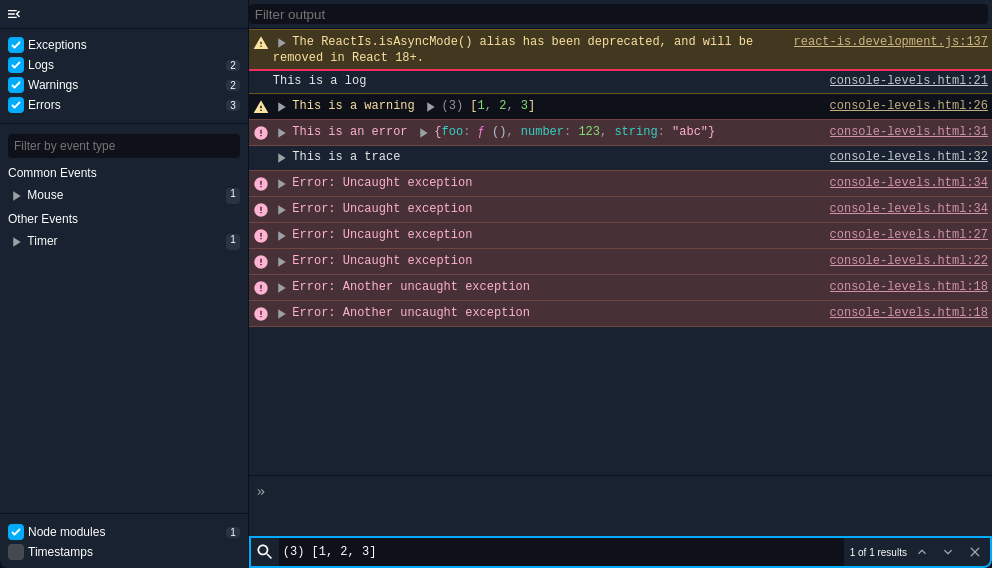 Filter output
Exceptions
Logs 2
Warnings 2
Errors 3
Filter by event type
Common Events
Mouse 1
Other Events
Timer 1
Node modules 1
Timestamps
The ReactIs.isAsyncMode() alias has been deprecated, and will be react-is.development.js:137
removed in React 18+.
This is a log console-levels.html:21
This is a warning (3) [1, 2, 3] console-levels.html:26
This is an error {foo: ƒ (), number: 123, string: "abc"} console-levels.html:31
This is a trace console-levels.html:32
Error: Uncaught exception console-levels.html:34
Error: Uncaught exception console-levels.html:34
Error: Uncaught exception console-levels.html:27
Error: Uncaught exception console-levels.html:22
Error: Another uncaught exception console-levels.html:18
Error: Another uncaught exception console-levels.html:18
»
(3) [1, 2, 3] 1 of 1 results